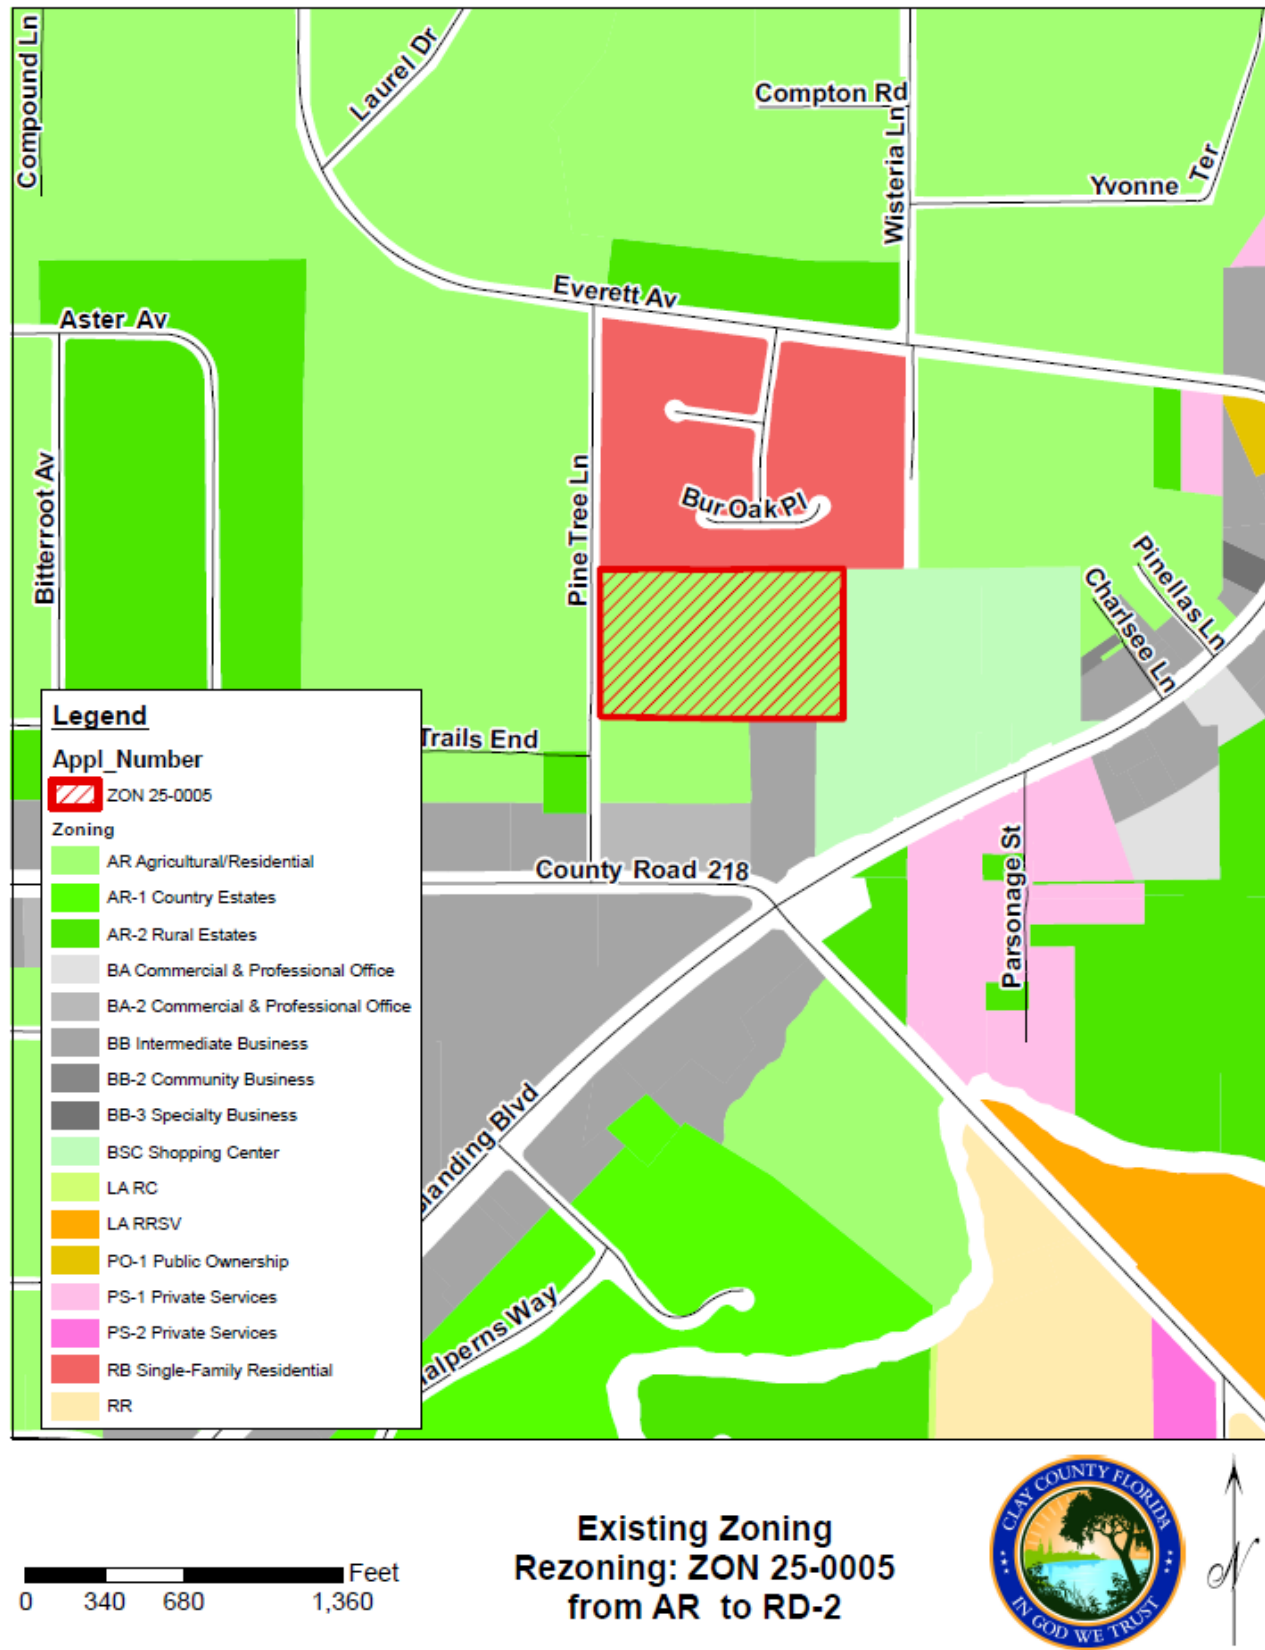 Compound Ln
Laurel Dr
Compton Rd
Wisteria Ln
Yvonne Ter
Everett Av
Aster Av
Bitterroot Av
Pine Tree Ln
Bur Oak Pl
Pinellas Ln
Charlsee Ln
Trails End
County Road 218
Parsonage St
landing Blvd
alperns Way
Legend
Appl_Number
ZON 25-0005
Zoning
AR Agricultural/Residential
AR-1 Country Estates
AR-2 Rural Estates
BA Commercial & Professional Office
BA-2 Commercial & Professional Office
BB Intermediate Business
BB-2 Community Business
BB-3 Specialty Business
BSC Shopping Center
LA RC
LA RRSV
PO-1 Public Ownership
PS-1 Private Services
PS-2 Private Services
RB Single-Family Residential
RR
Feet
0 340 680 1,360
Existing Zoning
Rezoning: ZON 25-0005
from AR to RD-2
CLAY COUNTY FLORIDA
IN GOD WE TRUST
N